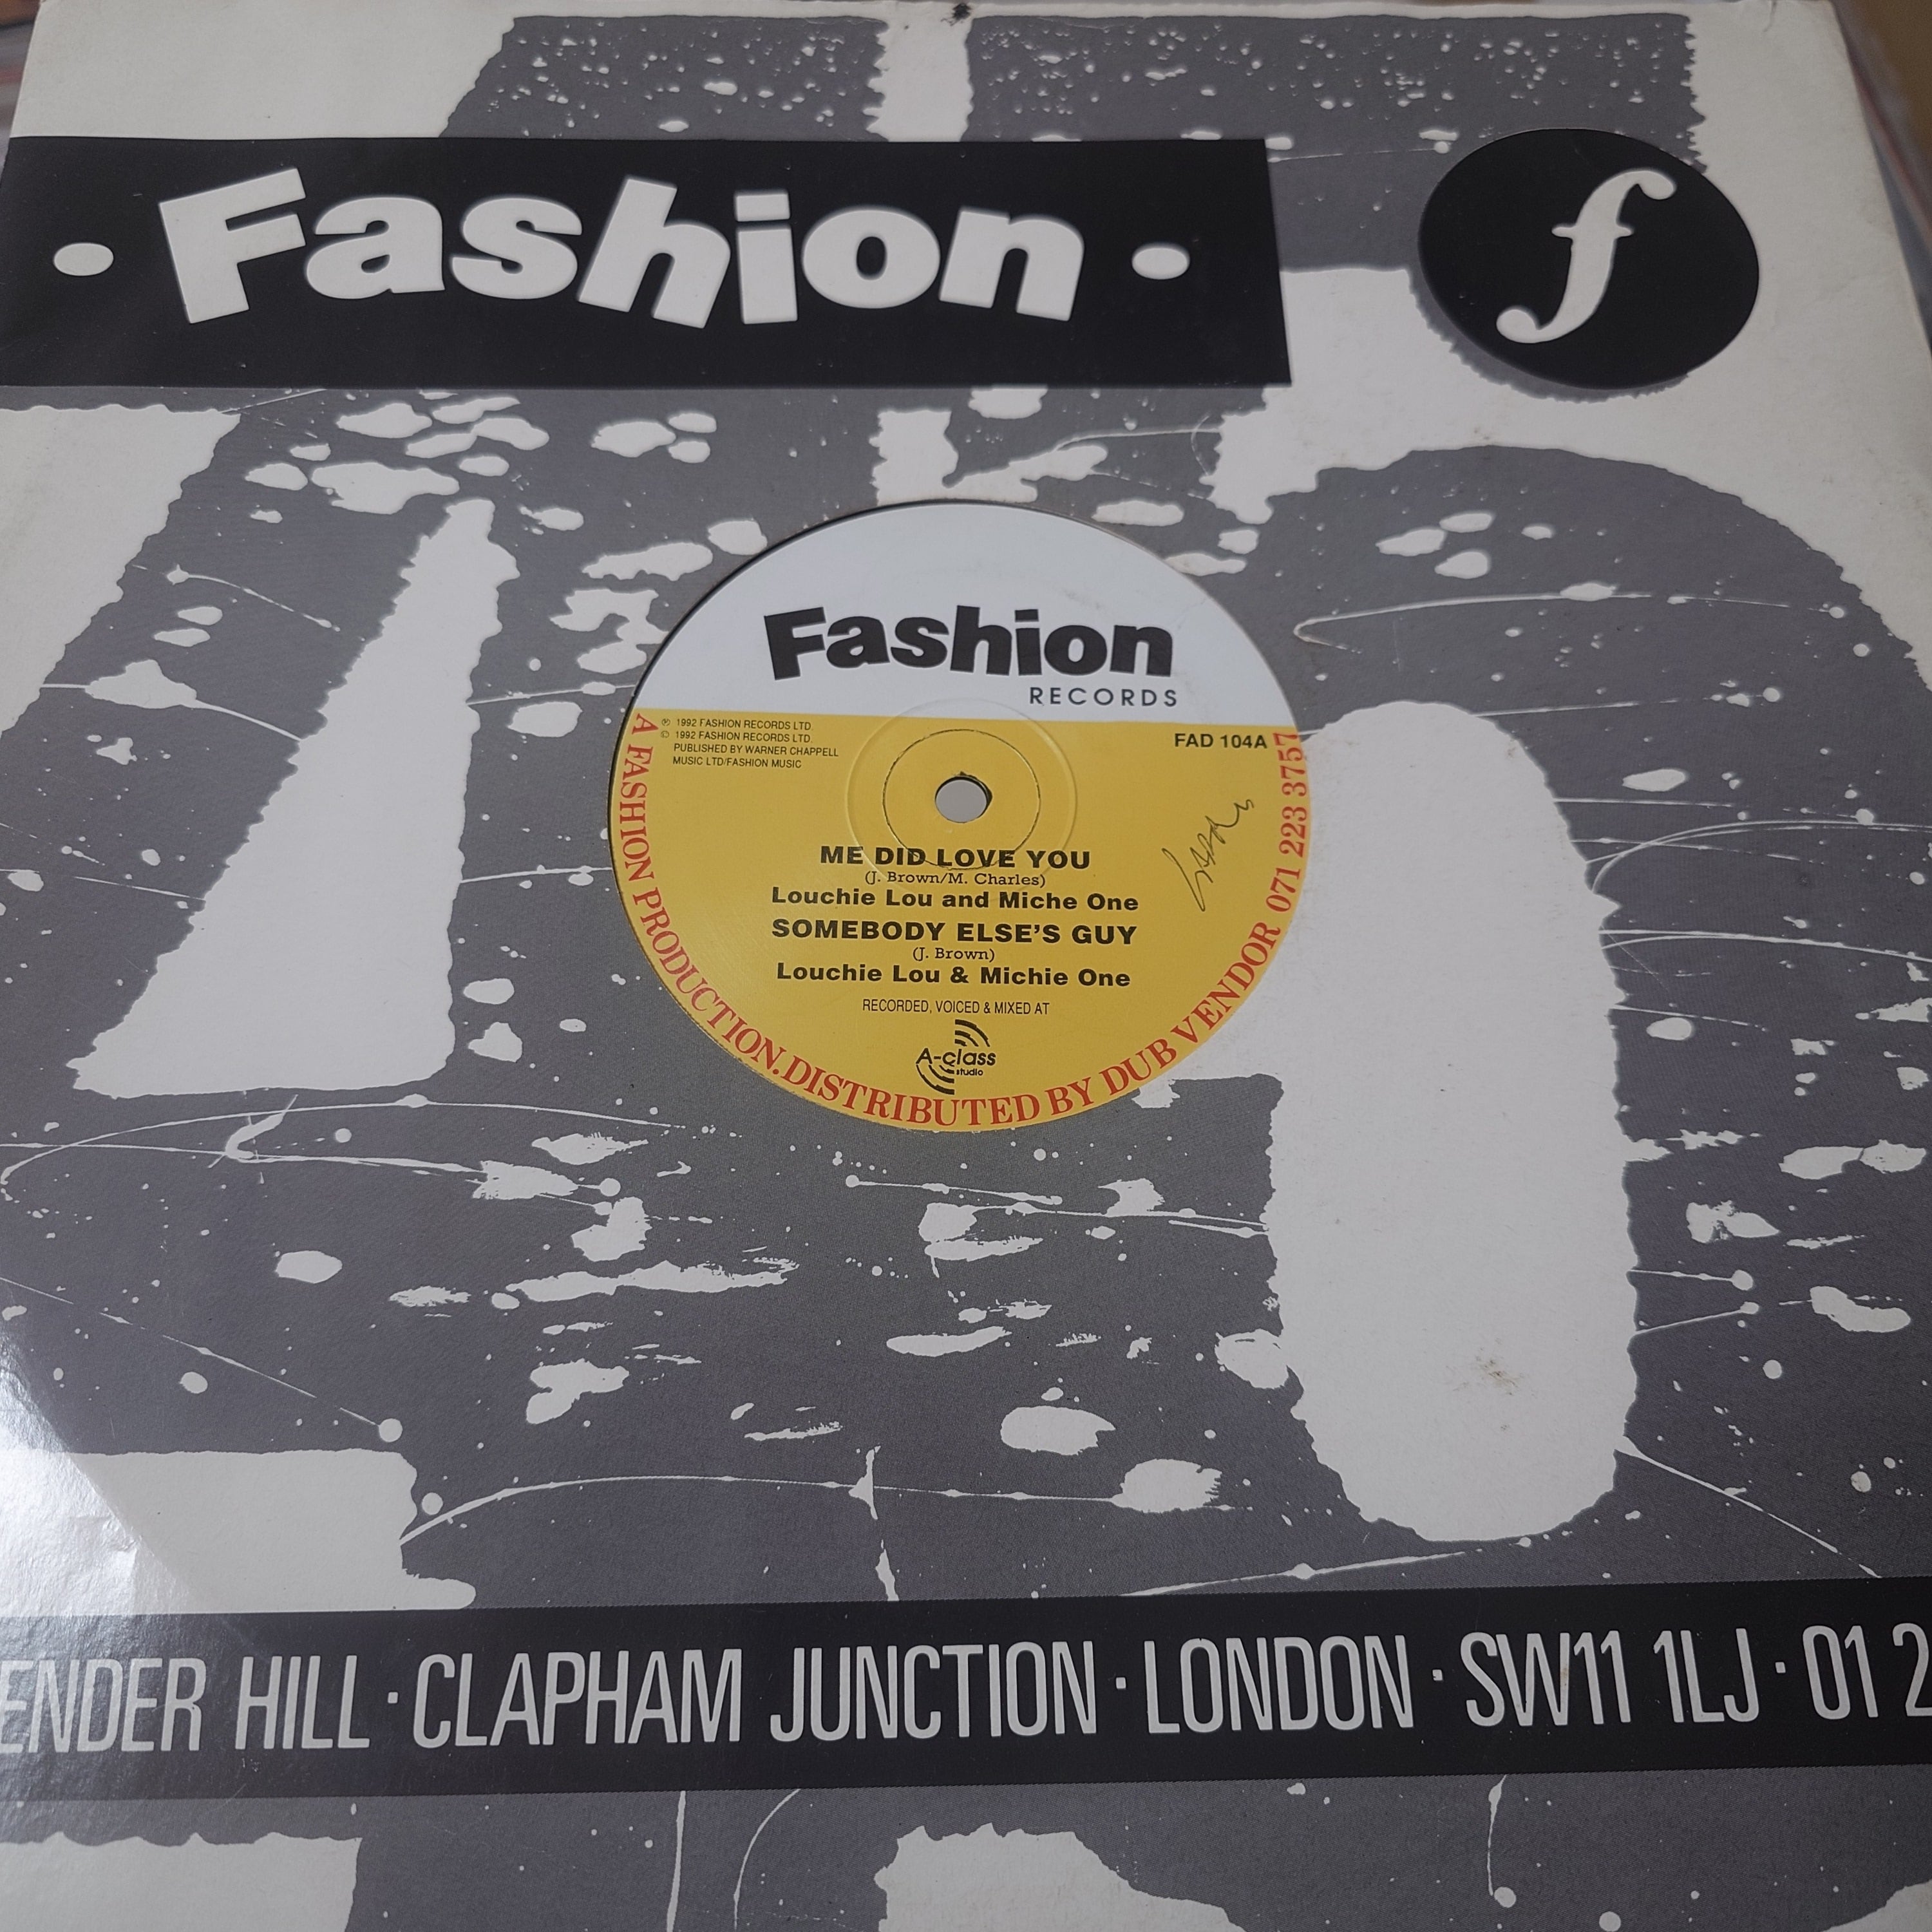 • Fashion •
f
Fashion
RECORDS
℗ 1992 FASHION RECORDS LTD
© 1992 FASHION RECORDS LTD.
PUBLISHED BY WARNER CHAPPELL
MUSIC LTD/FASHION MUSIC
FAD 104A
ME DID LOVE YOU
(J. Brown/M. Charles)
Louchie Lou and Miche One
SOMEBODY ELSE'S GUY
(J. Brown)
Louchie Lou & Michie One
RECORDED, VOICED & MIXED AT
A-class
studio
A FASHION PRODUCTION. DISTRIBUTED BY DUB VENDOR 071 223 3757
ENDER HILL · CLAPHAM JUNCTION · LONDON · SW11 1LJ · 01 2